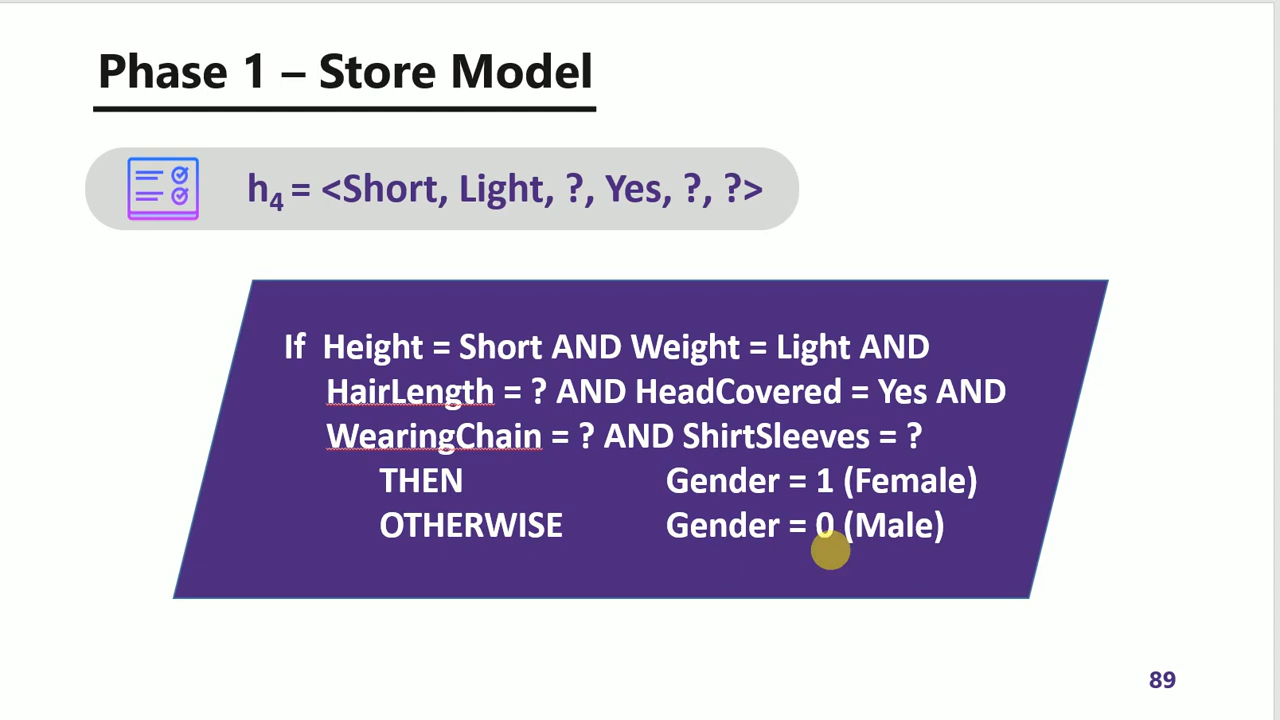 Phase 1 – Store Model
h4 = <Short, Light, ?, Yes, ?, ?>
If Height = Short AND Weight = Light AND
HairLength = ? AND HeadCovered = Yes AND
WearingChain = ? AND ShirtSleeves = ?
THEN Gender = 1 (Female)
OTHERWISE Gender = 0 (Male)
89